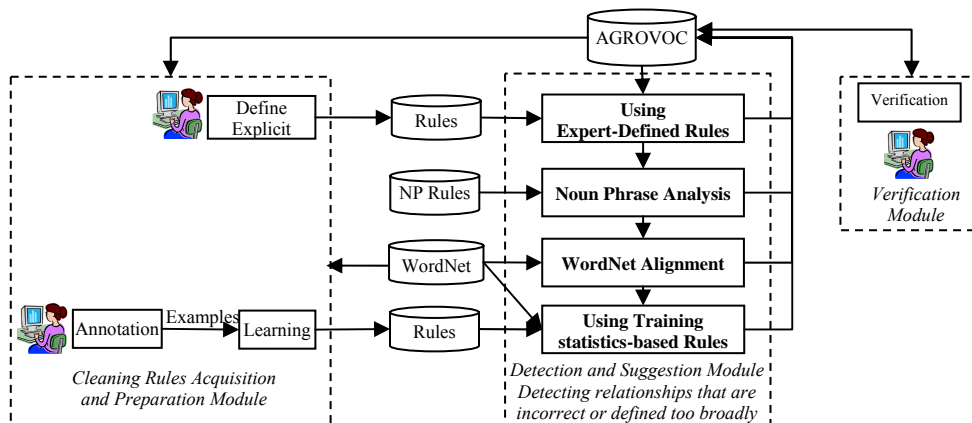 AGROVOC
Define
Explicit
Rules
Using
Expert-Defined Rules
Verification
Verification
Module
NP Rules
Noun Phrase Analysis
WordNet
WordNet Alignment
Annotation
Examples
Learning
Rules
Using Training
statistics-based Rules
Cleaning Rules Acquisition
and Preparation Module
Detection and Suggestion Module
Detecting relationships that are
incorrect or defined too broadly